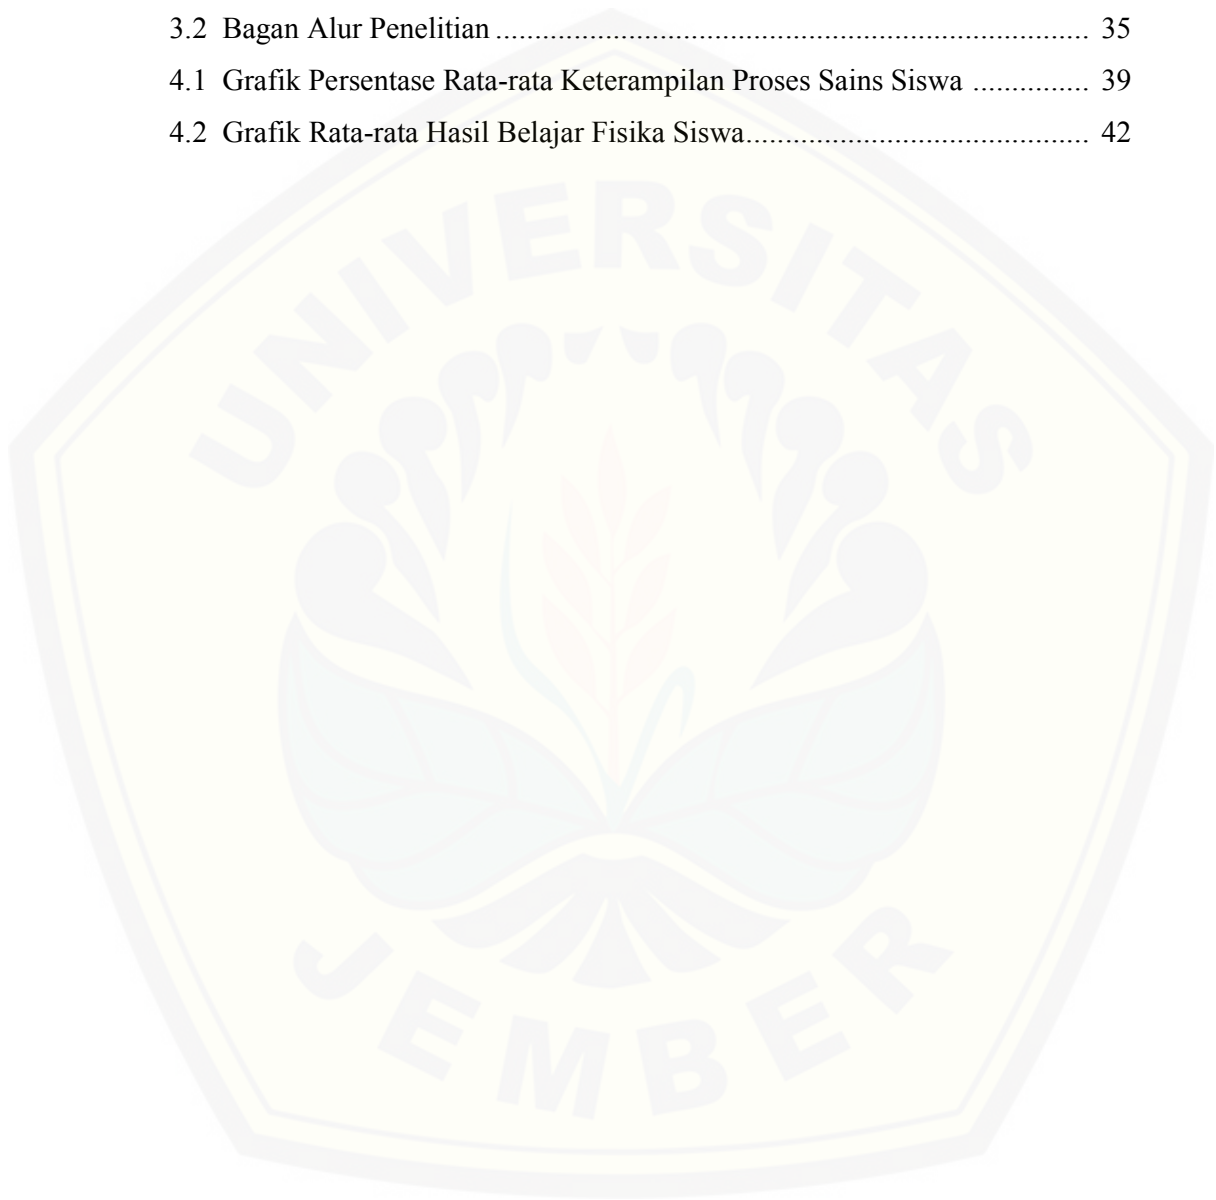 3.2 Bagan Alur Penelitian ........................................................................... 35
4.1 Grafik Persentase Rata-rata Keterampilan Proses Sains Siswa ............... 39
4.2 Grafik Rata-rata Hasil Belajar Fisika Siswa............................................ 42
UNIVERSITAS
JEMBER